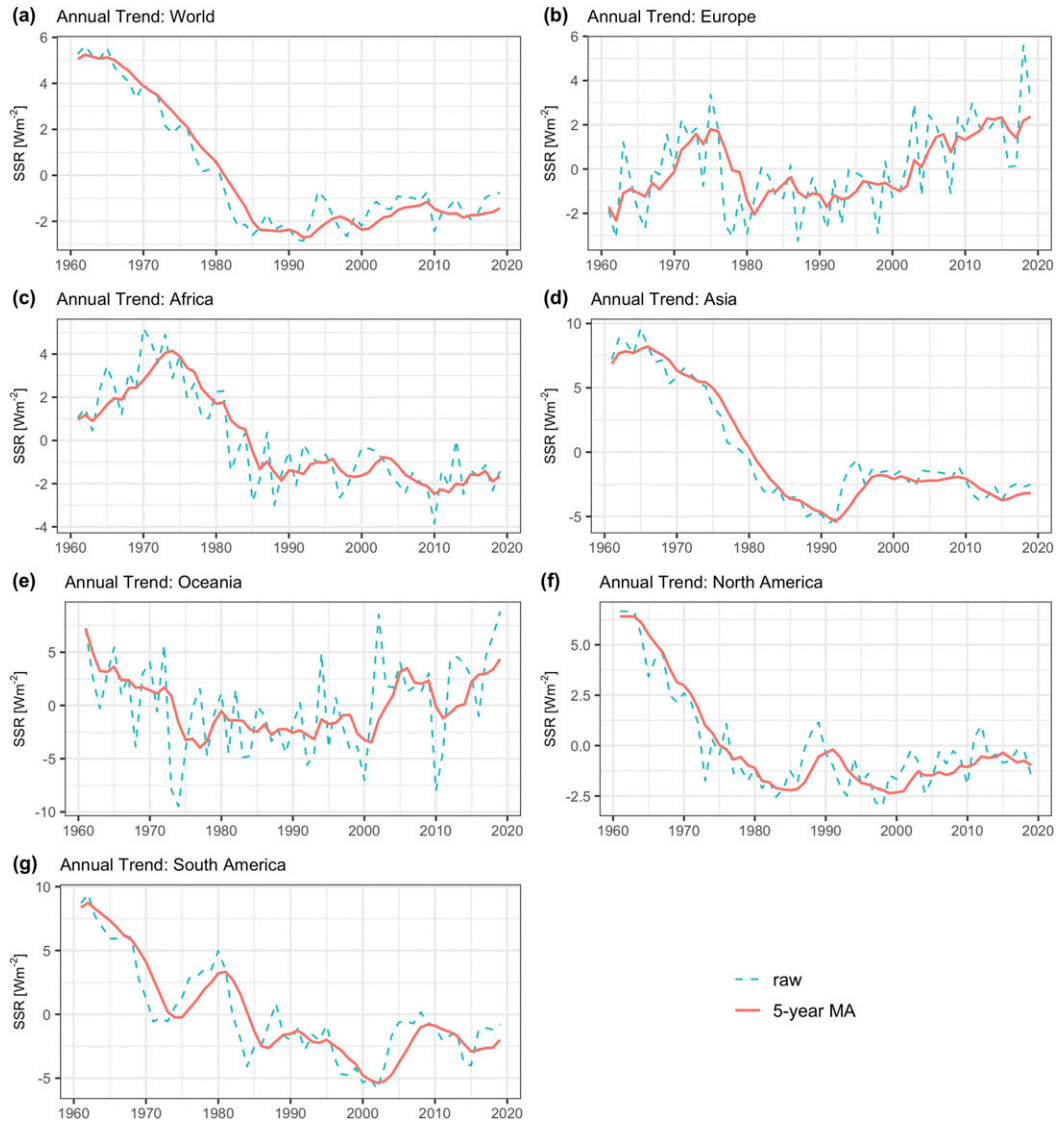 (a) Annual Trend: World
SSR [Wm⁻²]
6
4
2
0
-2
1960 1970 1980 1990 2000 2010 2020
(b) Annual Trend: Europe
SSR [Wm⁻²]
6
4
2
0
-2
1960 1970 1980 1990 2000 2010 2020
(c) Annual Trend: Africa
SSR [Wm⁻²]
4
2
0
-2
-4
1960 1970 1980 1990 2000 2010 2020
(d) Annual Trend: Asia
SSR [Wm⁻²]
10
5
0
-5
1960 1970 1980 1990 2000 2010 2020
(e) Annual Trend: Oceania
SSR [Wm⁻²]
5
0
-5
-10
1960 1970 1980 1990 2000 2010 2020
(f) Annual Trend: North America
SSR [Wm⁻²]
5.0
2.5
0.0
-2.5
1960 1970 1980 1990 2000 2010 2020
(g) Annual Trend: South America
SSR [Wm⁻²]
10
5
0
-5
1960 1970 1980 1990 2000 2010 2020
raw
5-year MA